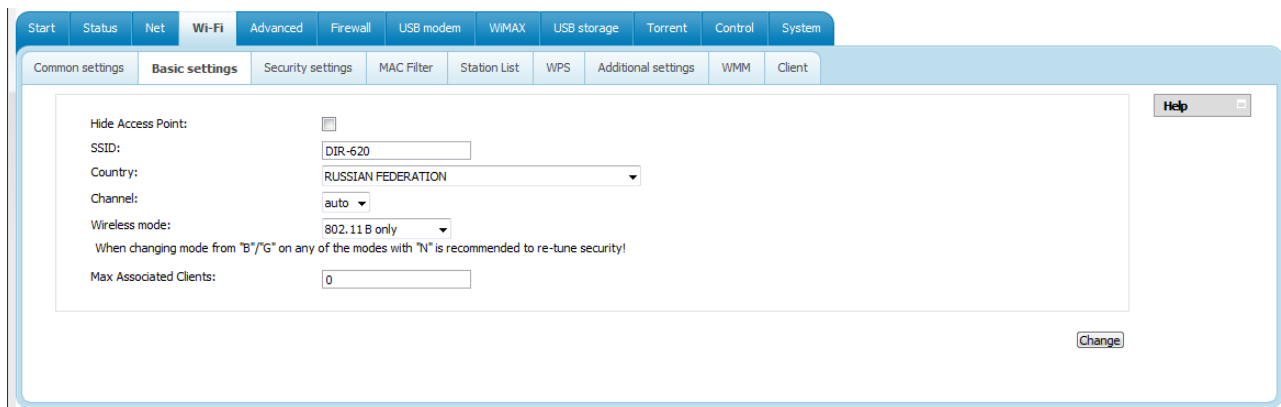 Start Status Net Wi-Fi Advanced Firewall USB modem WiMAX USB storage Torrent Control System
Common settings Basic settings Security settings MAC Filter Station List WPS Additional settings WMM Client
Help
Hide Access Point:
SSID: DIR-620
Country: RUSSIAN FEDERATION
Channel: auto
Wireless mode: 802.11 B only
When changing mode from "B"/"G" on any of the modes with "N" is recommended to re-tune security!
Max Associated Clients: 0
Change